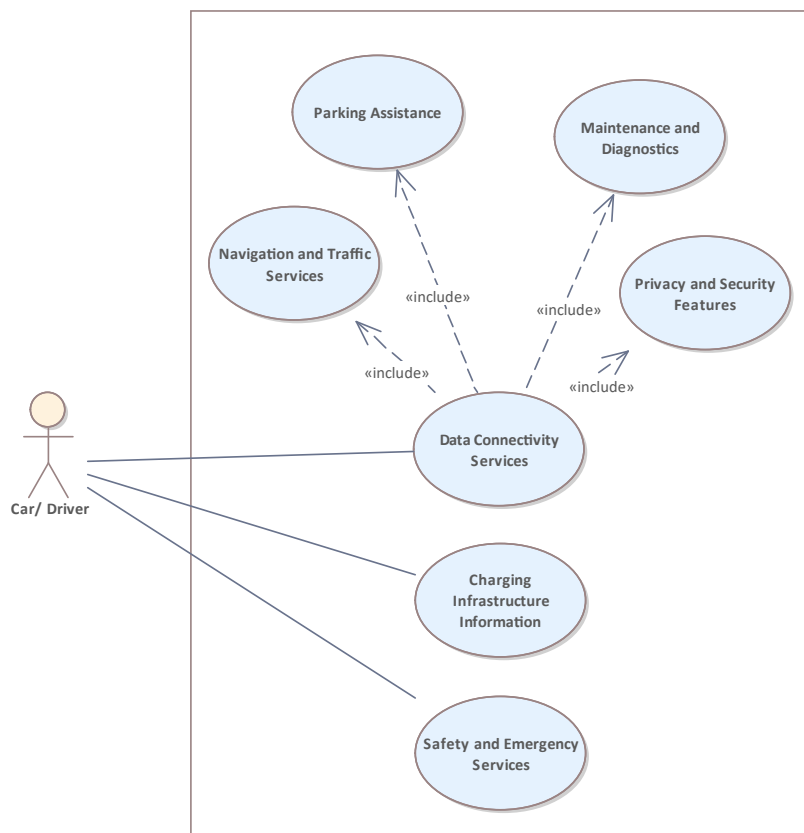 Parking Assistance
Maintenance and
Diagnostics
Navigation and Traffic
Services
Privacy and Security
Features
«include»
«include»
«include»
«include»
Data Connectivity
Services
Car/ Driver
Charging
Infrastructure
Information
Safety and Emergency
Services